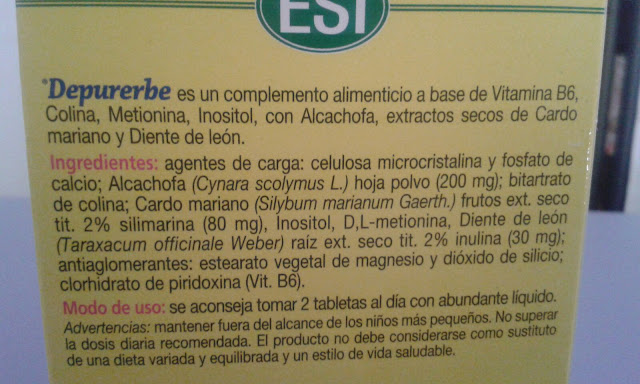 ESI
Depurerbe es un complemento alimenticio a base de Vitamina B6,
Colina, Metionina, Inositol, con Alcachofa, extractos secos de Cardo
mariano y Diente de león.
Ingredientes: agentes de carga: celulosa microcristalina y fosfato de
calcio; Alcachofa (Cynara scolymus L.) hoja polvo (200 mg); bitartrato
de colina; Cardo mariano (Silybum marianum Gaerth.) frutos ext. seco
tit. 2% silimarina (80 mg), Inositol, D,L-metionina, Diente de león
(Taraxacum officinale Weber) raíz ext. seco tit. 2% inulina (30 mg);
antiaglomerantes: estearato vegetal de magnesio y dióxido de silicio;
clorhidrato de piridoxina (Vit. B6).
Modo de uso: se aconseja tomar 2 tabletas al día con abundante líquido.
Advertencias: mantener fuera del alcance de los niños más pequeños. No superar
la dosis diaria recomendada. El producto no debe considerarse como sustituto
de una dieta variada y equilibrada y un estilo de vida saludable.